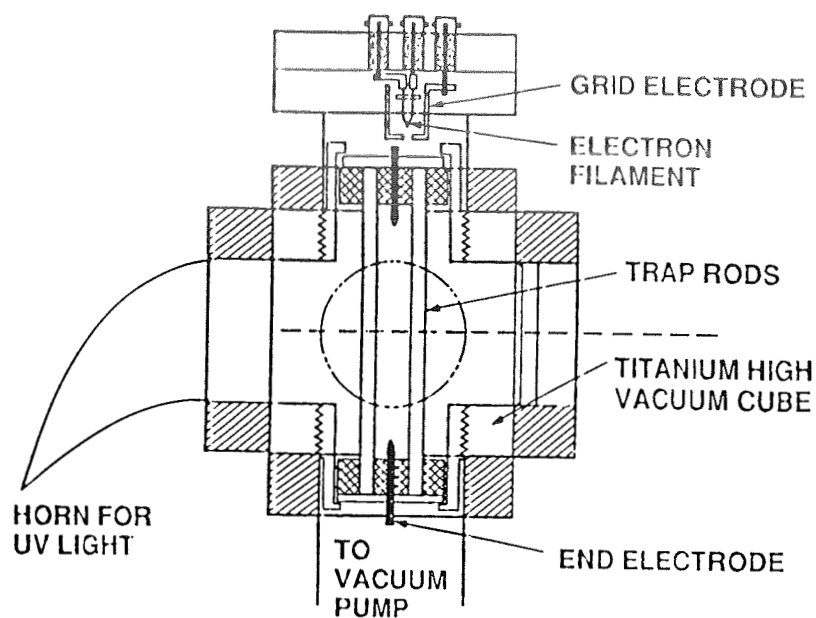 GRID ELECTRODE
ELECTRON
FILAMENT
TRAP RODS
TITANIUM HIGH
VACUUM CUBE
HORN FOR
UV LIGHT
TO
VACUUM
PUMP
END ELECTRODE